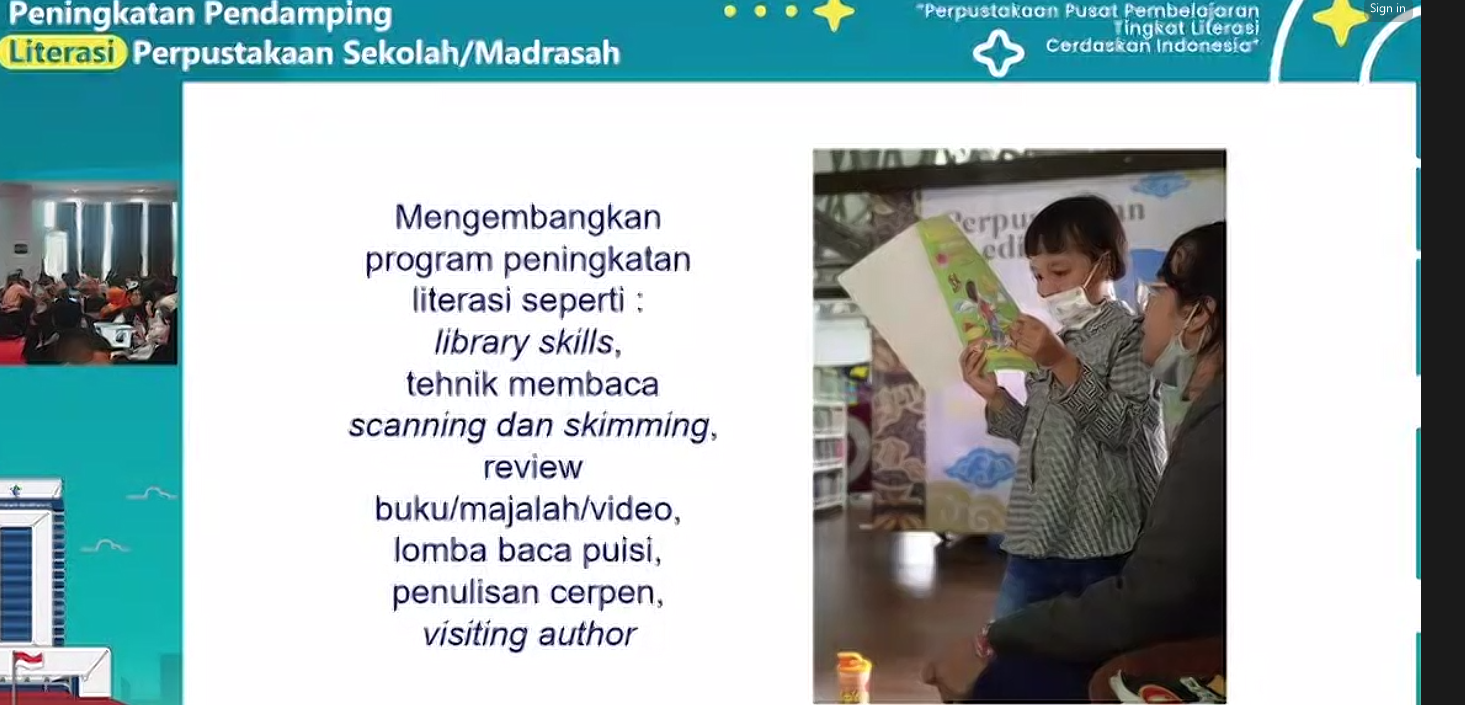 Peningkatan Pendamping
Literasi Perpustakaan Sekolah/Madrasah
"Perpustakaan Pusat Pembelajaran
Tingkat Literasi
Cerdaskan Indonesia"
Sign in
Mengembangkan
program peningkatan
literasi seperti :
library skills,
tehnik membaca
scanning dan skimming,
review
buku/majalah/video,
lomba baca puisi,
penulisan cerpen,
visiting author